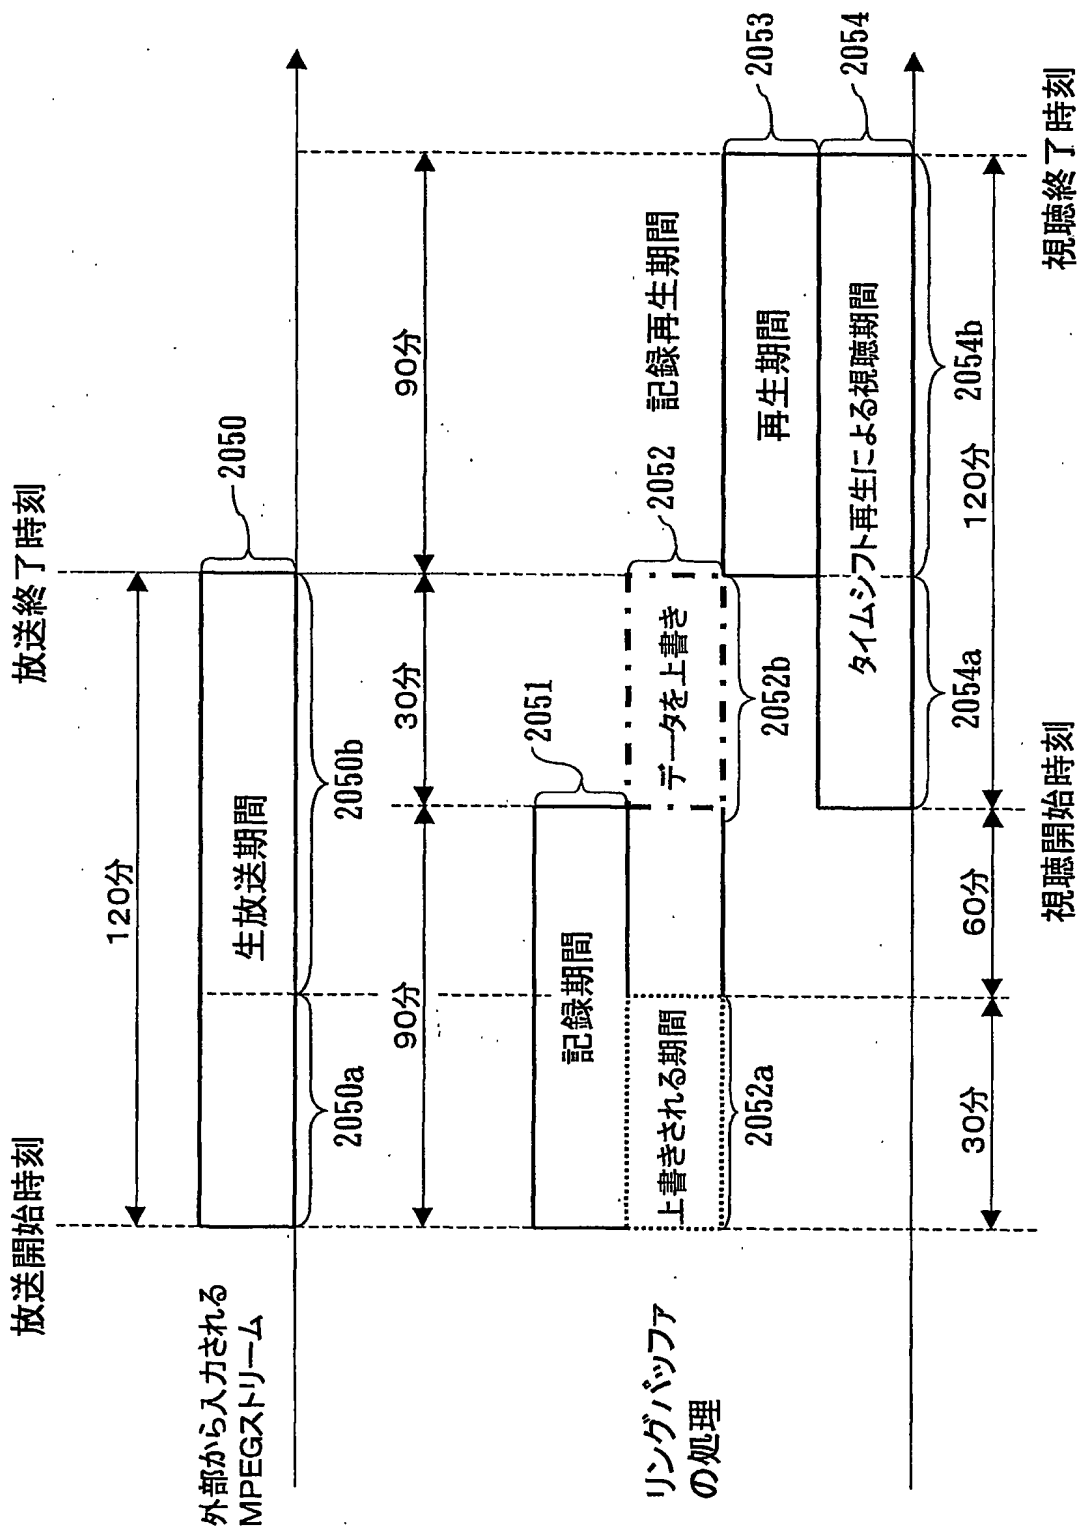 放送開始時刻
放送終了時刻
120分
外部から入力される
MPEGストリーム
生放送期間
2050
2050a
2050b
90分
30分
90分
リングバッファ
の処理
記録期間
2051
上書きされる期間
データを上書き
2052
記録再生期間
2052a
2052b
再生期間
2053
タイムシフト再生による視聴期間
2054
2054a
2054b
30分
60分
120分
視聴開始時刻
視聴終了時刻